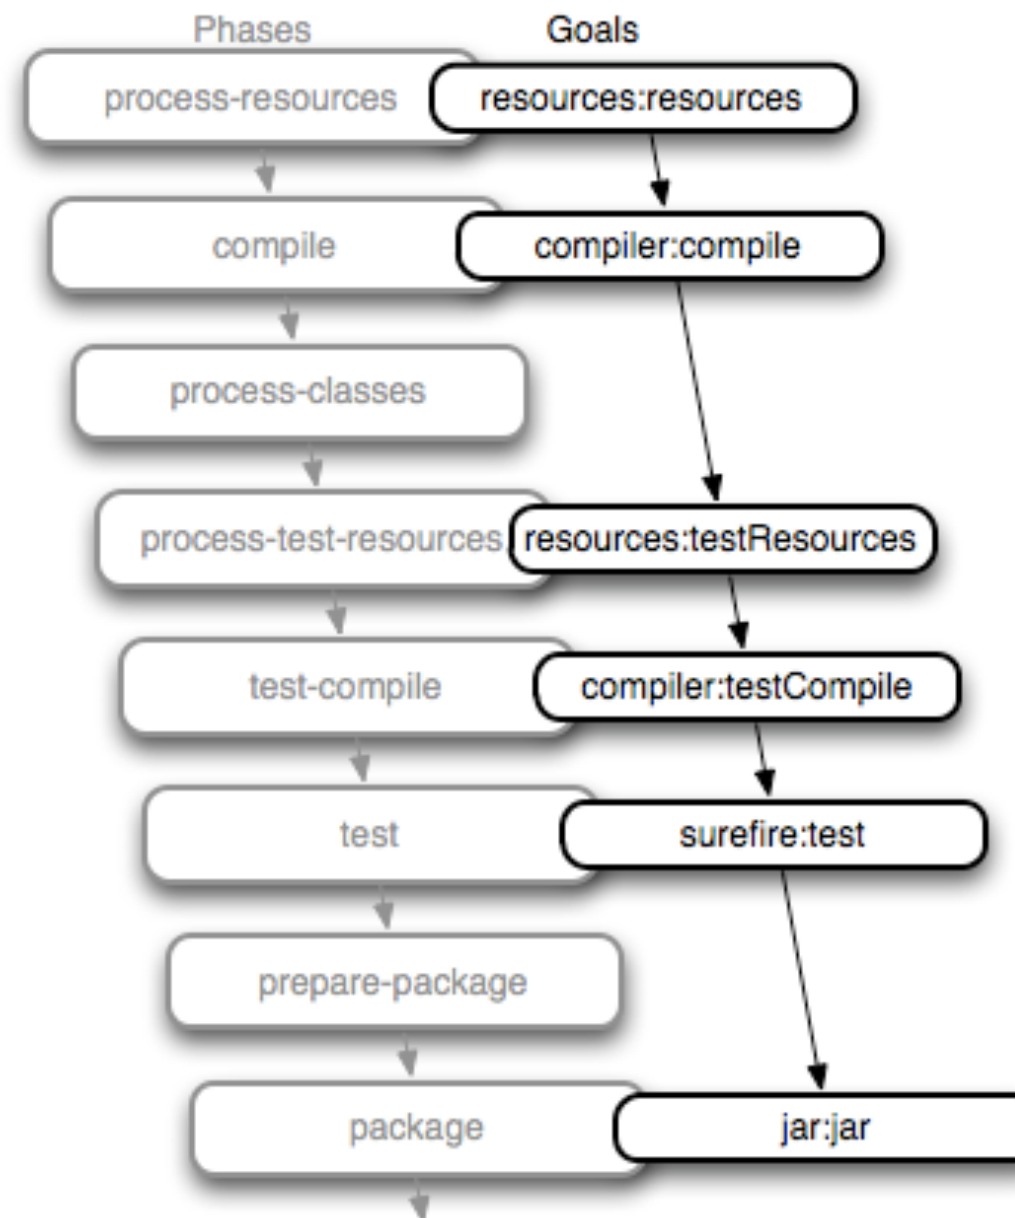 Phases Goals
process-resources resources:resources
compile compiler:compile
process-classes
process-test-resources resources:testResources
test-compile compiler:testCompile
test surefire:test
prepare-package
package jar:jar